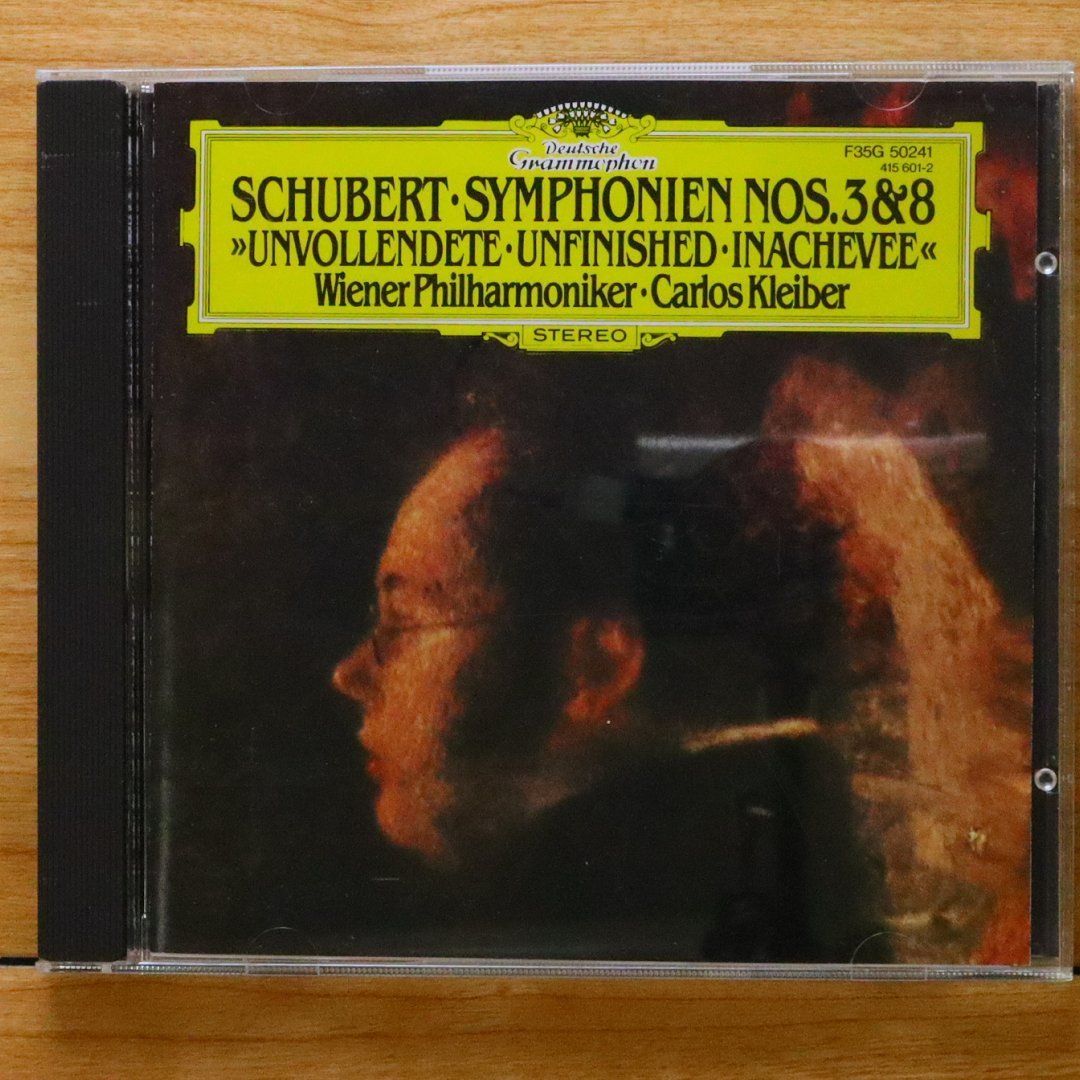 Deutsche
Grammophon
F35G 50241
415 601-2
SCHUBERT·SYMPHONIEN NOS. 3&8
»UNVOLLENDETE·UNFINISHED·INACHEVEE«
Wiener Philharmoniker·Carlos Kleiber
STEREO